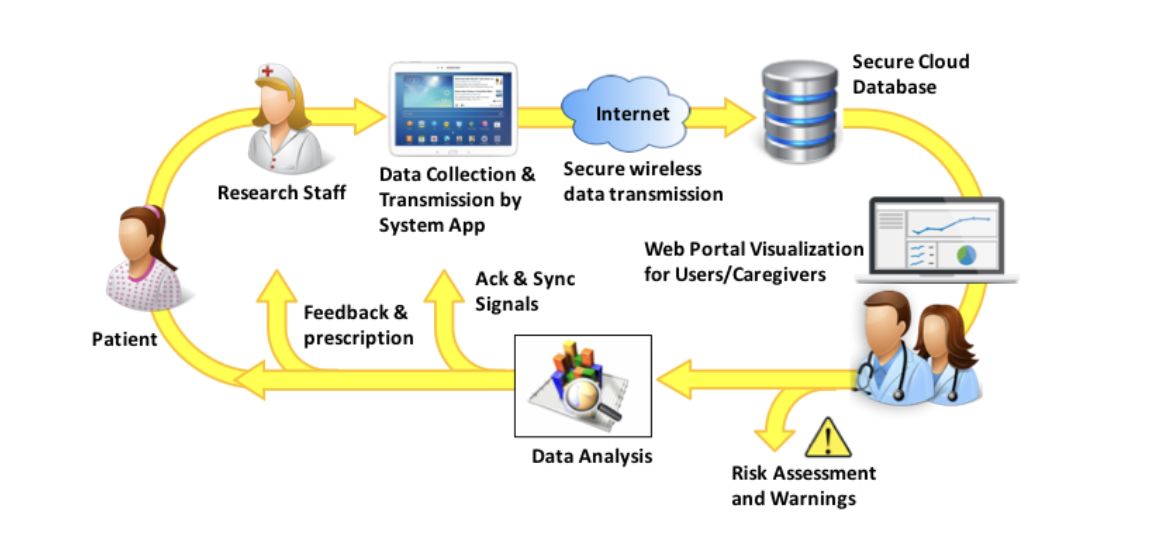 Secure Cloud
Database
Internet
Research Staff
Data Collection &
Transmission by
System App
Secure wireless
data transmission
Web Portal Visualization
for Users/Caregivers
Patient
Feedback &
prescription
Ack & Sync
Signals
Data Analysis
Risk Assessment
and Warnings